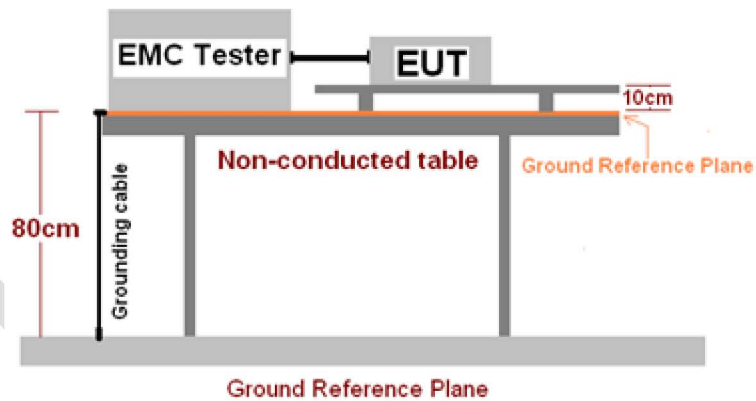 EMC Tester
EUT
10cm
Non-conducted table
Ground Reference Plane
80cm
Grounding cable
Ground Reference Plane